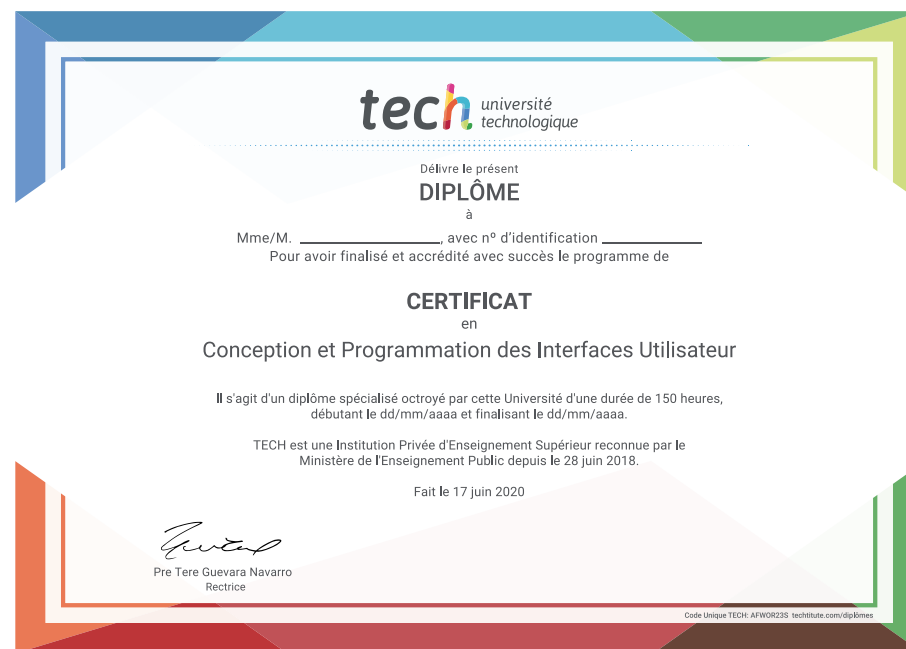 tech université
technologique
Délivre le présent
DIPLÔME
à
Mme/M. ____________________, avec nº d'identification ______________
Pour avoir finalisé et accrédité avec succès le programme de
CERTIFICAT
en
Conception et Programmation des Interfaces Utilisateur
Il s'agit d'un diplôme spécialisé octroyé par cette Université d'une durée de 150 heures,
débutant le dd/mm/aaaa et finalisant le dd/mm/aaaa.
TECH est une Institution Privée d'Enseignement Supérieur reconnue par le
Ministère de l'Enseignement Public depuis le 28 juin 2018.
Fait le 17 juin 2020
Pre Tere Guevara Navarro
Rectrice
Code Unique TECH: AFWOR23S techtitute.com/diplômes